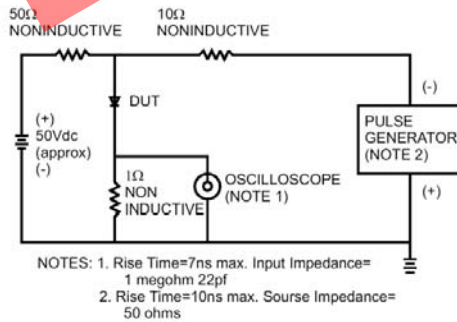 50Ω
NONINDUCTIVE
10Ω
NONINDUCTIVE
(+)
50Vdc
(approx)
(-)
DUT
1Ω
NON
INDUCTIVE
OSCILLOSCOPE
(NOTE 1)
(-)
PULSE
GENERATOR
(NOTE 2)
(+)
NOTES: 1. Rise Time=7ns max. Input Impedance=
1 megohm 22pf
2. Rise Time=10ns max. Sourse Impedance=
50 ohms